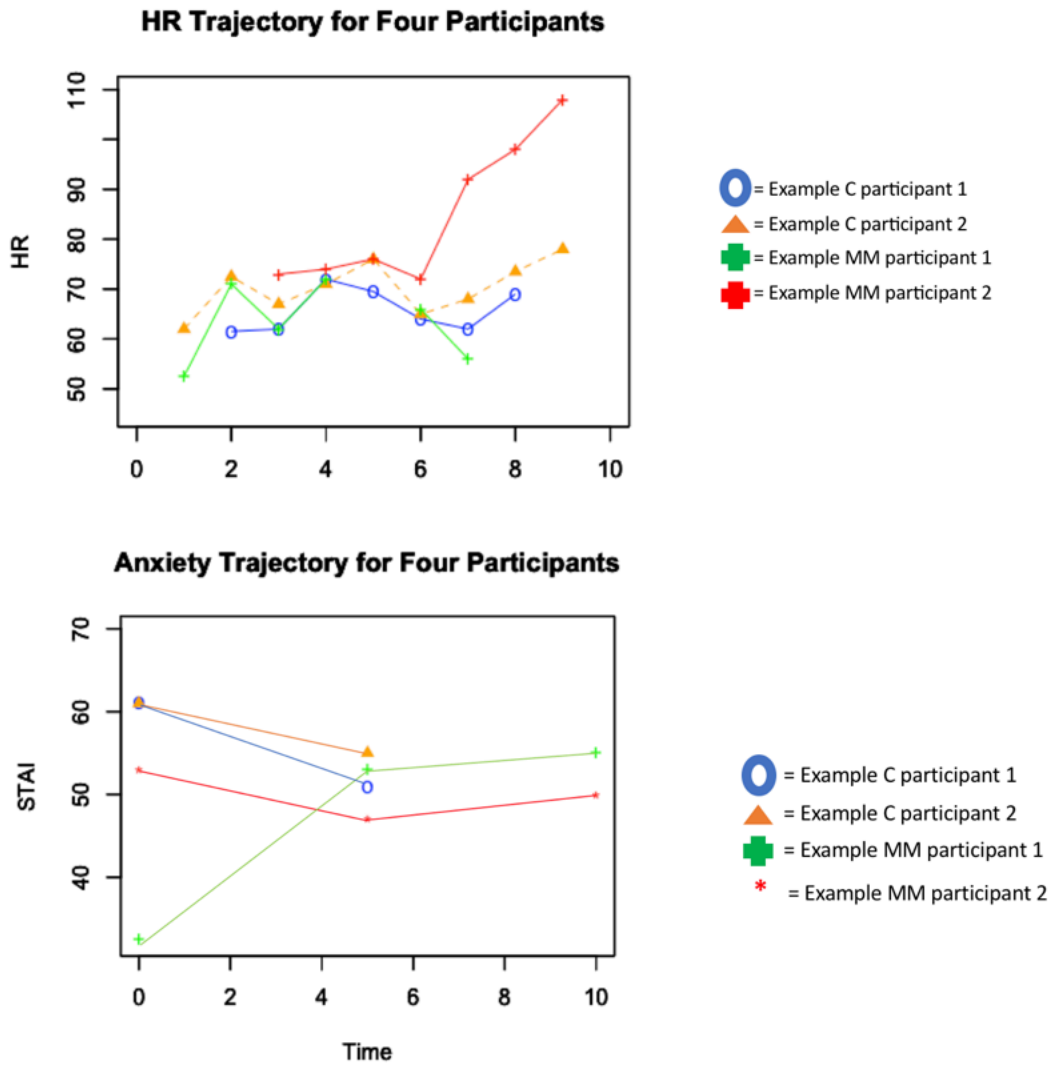 HR Trajectory for Four Participants
HR
110
90
80
70
60
50
0 2 4 6 8 10
= Example C participant 1
= Example C participant 2
= Example MM participant 1
= Example MM participant 2
Anxiety Trajectory for Four Participants
STAI
70
60
50
40
0 2 4 6 8 10
Time
= Example C participant 1
= Example C participant 2
= Example MM participant 1
* = Example MM participant 2